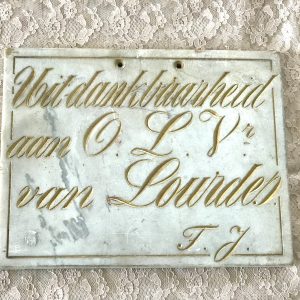 Uit dankbaarheid
aan O. L. Vr
van Lourdes
T. J